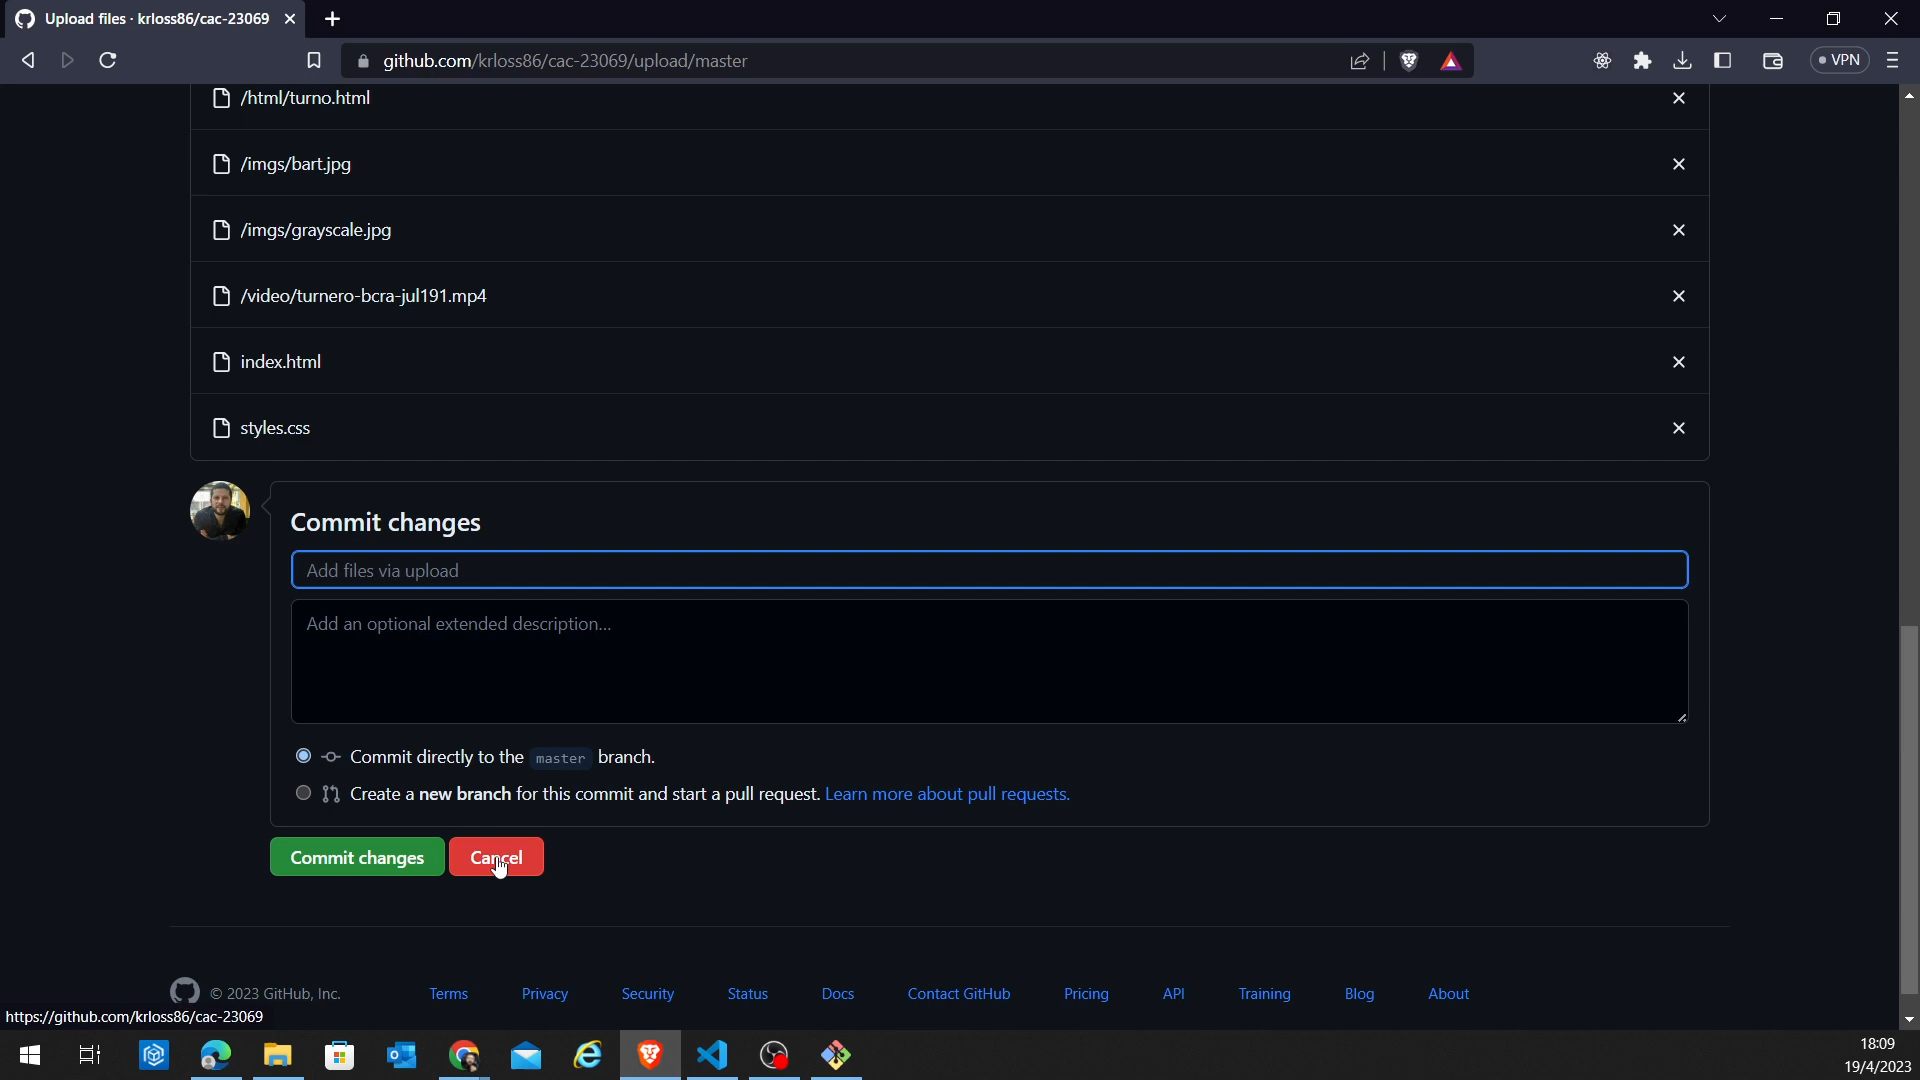 Upload files · krloss86/cac-23069
github.com/krloss86/cac-23069/upload/master
VPN
/html/turno.html
/imgs/bart.jpg
/imgs/grayscale.jpg
/video/turnero-bcra-jul191.mp4
index.html
styles.css
Commit changes
Add files via upload
Add an optional extended description...
Commit directly to the master branch.
Create a new branch for this commit and start a pull request. Learn more about pull requests.
Commit changes Cancel
© 2023 GitHub, Inc. Terms Privacy Security Status Docs Contact GitHub Pricing API Training Blog About
https://github.com/krloss86/cac-23069
18:09
19/4/2023